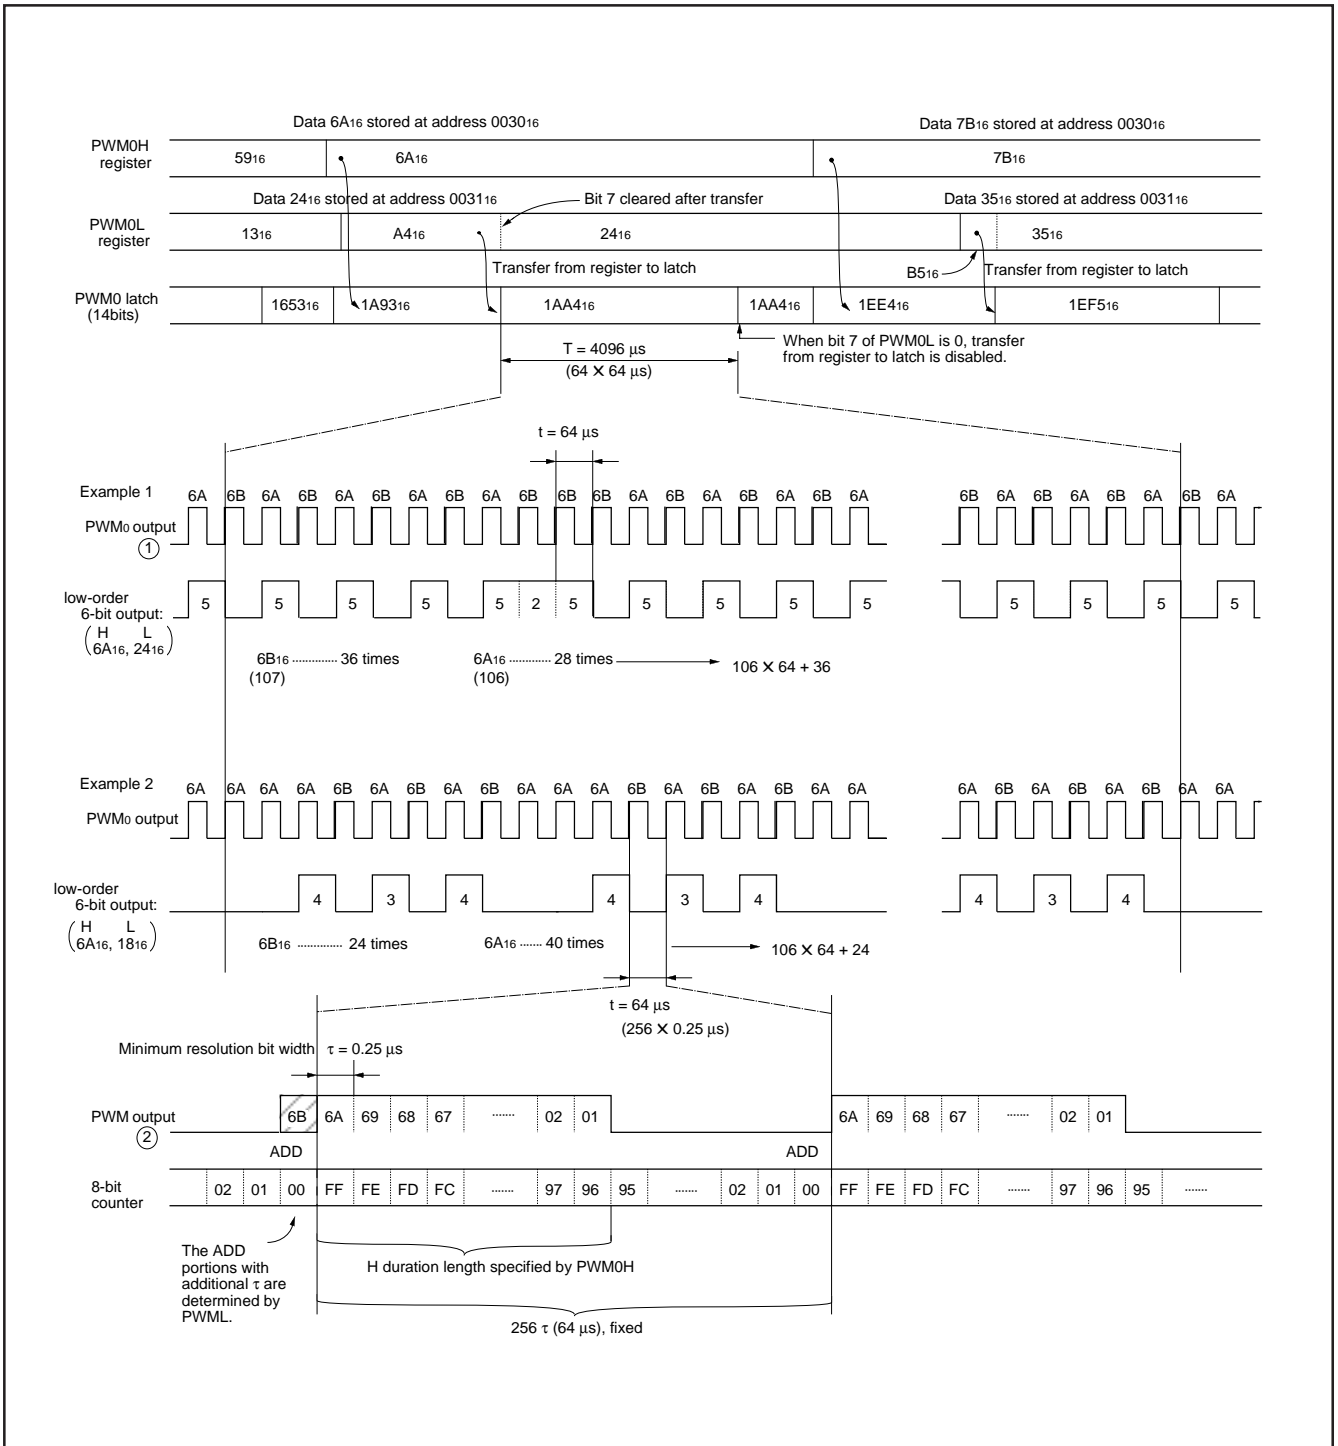 Data 6A16 stored at address 003016
Data 7B16 stored at address 003016
PWM0H
register
5916
6A16
7B16
Data 2416 stored at address 003116
Bit 7 cleared after transfer
Data 3516 stored at address 003116
PWM0L
register
1316
A416
2416
3516
B516
Transfer from register to latch
Transfer from register to latch
PWM0 latch
(14bits)
165316
1A9316
1AA416
1AA416
1EE416
1EF516
When bit 7 of PWM0L is 0, transfer
from register to latch is disabled.
T = 4096 μs
(64 × 64 μs)
t = 64 μs
Example 1
6A 6B 6A 6B 6A 6B 6A 6B 6A 6B 6B 6B 6A 6B 6A 6B 6A 6B 6A
6B 6A 6B 6A 6B 6A 6B 6A
PWM0 output
①
low-order
6-bit output:
H L
(6A16, 2416)
5 5 5 5 5 2 5 5 5 5 5
5 5 5 5
6B16 ............. 36 times
(107)
6A16 ........... 28 times
(106)
106 × 64 + 36
Example 2
6A 6A 6A 6A 6B 6A 6B 6A 6B 6A 6A 6A 6B 6A 6B 6A 6B 6A 6A
6A 6B 6A 6B 6A 6B 6A 6A
PWM0 output
low-order
6-bit output:
H L
(6A16, 1816)
4 3 4 4 3 4
4 3 4
6B16 ............. 24 times
6A16 ...... 40 times
106 × 64 + 24
t = 64 μs
(256 × 0.25 μs)
Minimum resolution bit width τ = 0.25 μs
PWM output
②
6B 6A 69 68 67 ....... 02 01
6A 69 68 67 ....... 02 01
ADD
ADD
8-bit
counter
02 01 00 FF FE FD FC ....... 97 96 95 ....... 02 01 00 FF FE FD FC ....... 97 96 95 .......
The ADD
portions with
additional τ are
determined by
PWML.
H duration length specified by PWM0H
256 τ (64 μs), fixed